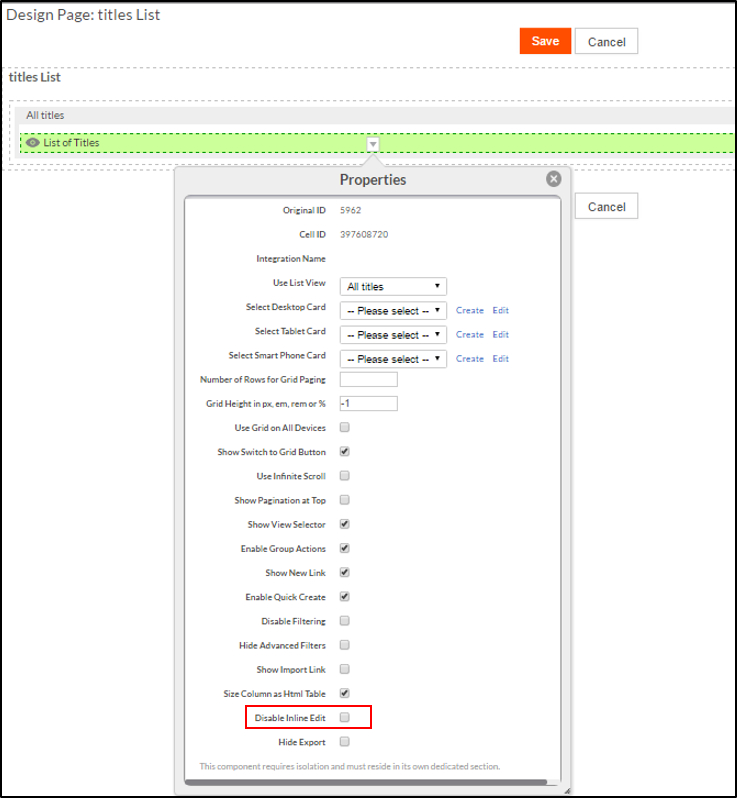 Design Page: titles List
Save Cancel
titles List
All titles
List of Titles
Properties
Original ID 5962
Cancel
Cell ID 397608720
Integration Name
Use List View All titles
Select Desktop Card -- Please select -- Create Edit
Select Tablet Card -- Please select -- Create Edit
Select Smart Phone Card -- Please select -- Create Edit
Number of Rows for Grid Paging
Grid Height in px, em, rem or % -1
Use Grid on All Devices
Show Switch to Grid Button
Use Infinite Scroll
Show Pagination at Top
Show View Selector
Enable Group Actions
Show New Link
Enable Quick Create
Disable Filtering
Hide Advanced Filters
Show Import Link
Size Column as Html Table
Disable Inline Edit
Hide Export
This component requires isolation and must reside in its own dedicated section.